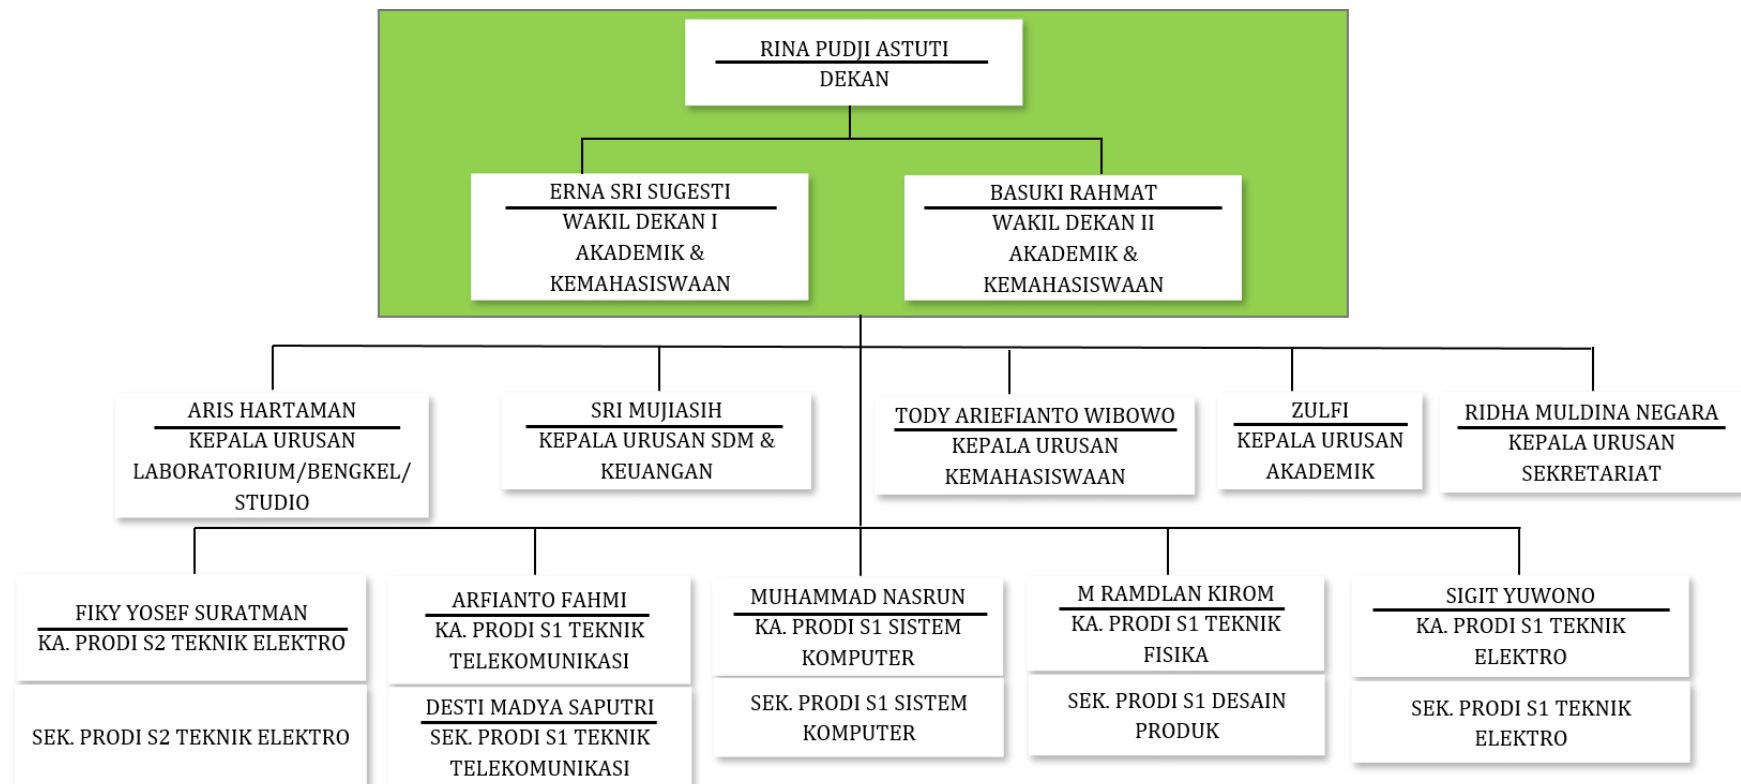 RINA PUDJI ASTUTI
DEKAN
ERNA SRI SUGESTI
WAKIL DEKAN I
AKADEMIK &
KEMAHASISWAAN
BASUKI RAHMAT
WAKIL DEKAN II
AKADEMIK &
KEMAHASISWAAN
ARIS HARTAMAN
KEPALA URUSAN
LABORATORIUM/BENGKEL/
STUDIO
SRI MUJIASIH
KEPALA URUSAN SDM &
KEUANGAN
TODY ARIEFIANTO WIBOWO
KEPALA URUSAN
KEMAHASISWAAN
ZULFI
KEPALA URUSAN
AKADEMIK
RIDHA MULDINA NEGARA
KEPALA URUSAN
SEKRETARIAT
FIKY YOSEF SURATMAN
KA. PRODI S2 TEKNIK ELEKTRO
SEK. PRODI S2 TEKNIK ELEKTRO
ARFIANTO FAHMI
KA. PRODI S1 TEKNIK
TELEKOMUNIKASI
DESTI MADYA SAPUTRI
SEK. PRODI S1 TEKNIK
TELEKOMUNIKASI
MUHAMMAD NASRUN
KA. PRODI S1 SISTEM
KOMPUTER
SEK. PRODI S1 SISTEM
KOMPUTER
M RAMDLAN KIROM
KA. PRODI S1 TEKNIK
FISIKA
SEK. PRODI S1 DESAIN
PRODUK
SIGIT YUWONO
KA. PRODI S1 TEKNIK
ELEKTRO
SEK. PRODI S1 TEKNIK
ELEKTRO